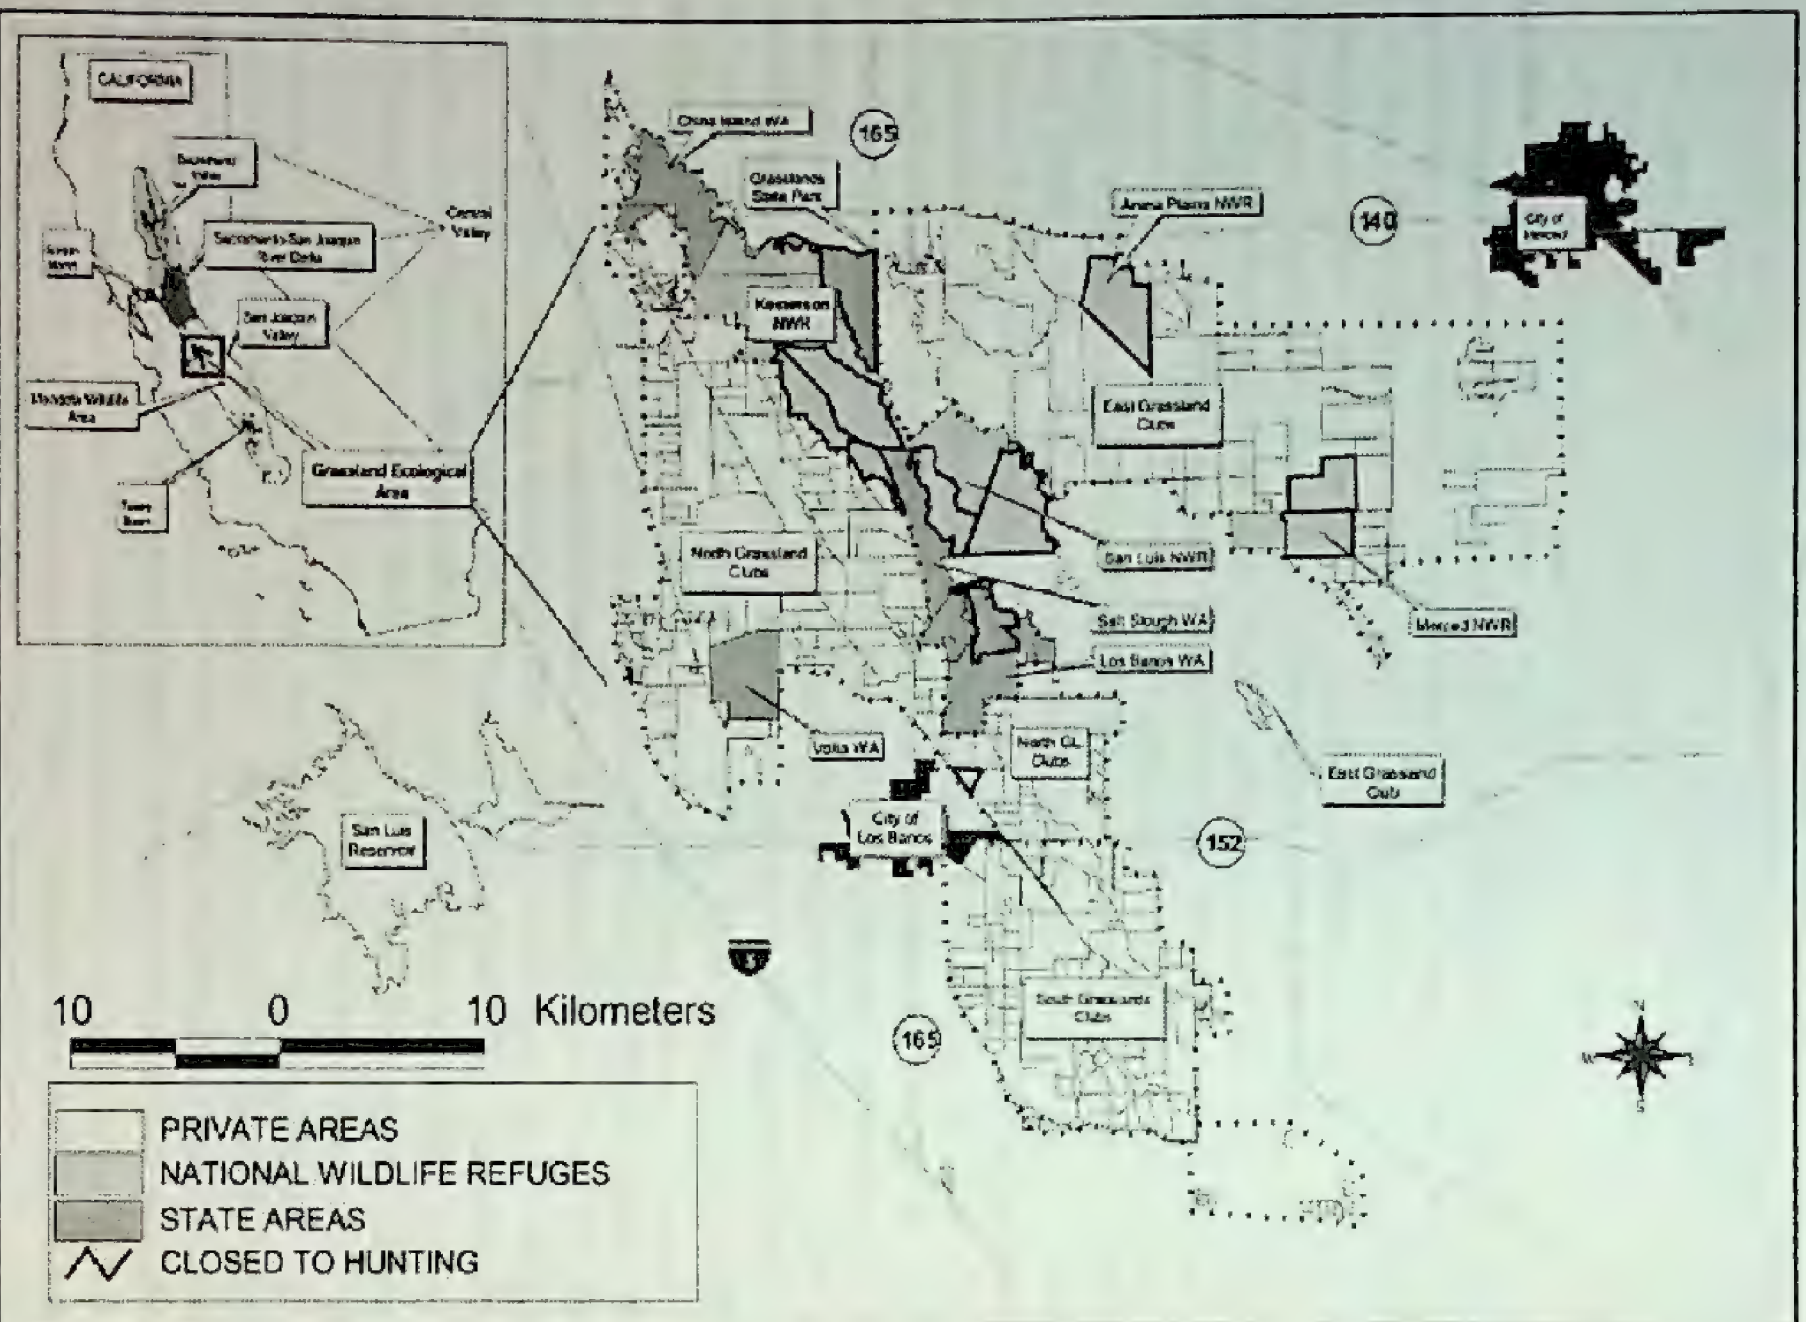 CALIFORNIA
Sacramento
Valley
Central
Valley
Sacramento-San Joaquin
River Delta
San Joaquin
Valley
Mendota Wildlife
Area
Grassland Ecological
Area
China Island WA
165
Grasslands
State Park
Arena Plains NWR
140
City of
Merced
Kesterson
NWR
East Grassland
Clubs
North Grassland
Clubs
San Luis NWR
Salt Slough WA
Merced NWR
Los Banos WA
Volta WA
North GL
Clubs
East Grassland
Club
San Luis
Reservoir
City of
Los Banos
152
South Grasslands
Clubs
165
10 0 10 Kilometers
N
W
S
PRIVATE AREAS
NATIONAL WILDLIFE REFUGES
STATE AREAS
CLOSED TO HUNTING